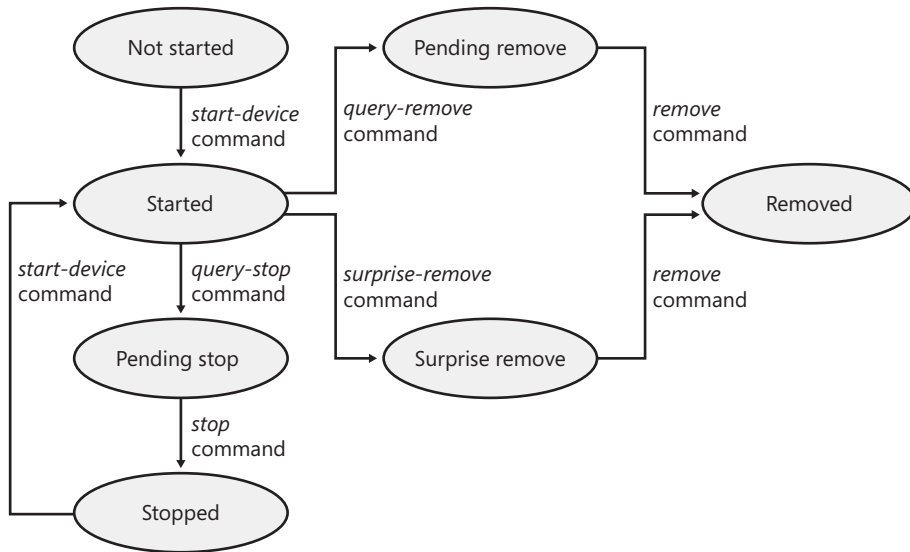 Not started
Pending remove
start-device
command
query-remove
command
remove
command
Started
Removed
start-device
command
query-stop
command
surprise-remove
command
remove
command
Pending stop
Surprise remove
stop
command
Stopped